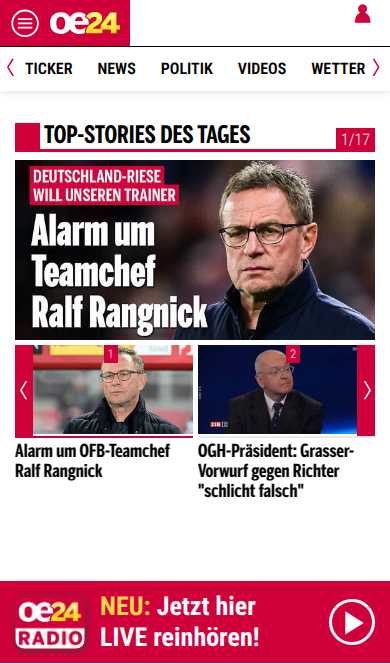 oe24
TICKER NEWS POLITIK VIDEOS WETTER
TOP-STORIES DES TAGES
1/17
DEUTSCHLAND-RIESE
WILL UNSEREN TRAINER
Alarm um
Teamchef
Ralf Rangnick
1
2
Alarm um ÖFB-Teamchef
Ralf Rangnick
OGH-Präsident: Grasser-
Vorwurf gegen Richter
"schlicht falsch"
oe24
RADIO
NEU: Jetzt hier
LIVE reinhören!